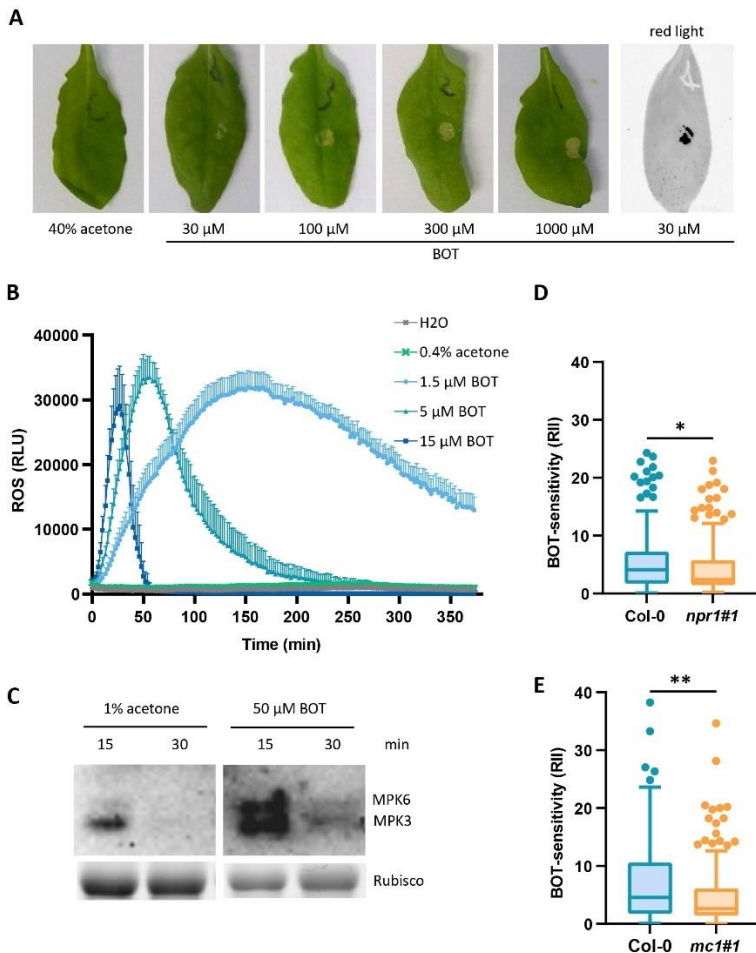 A
red light
40% acetone
30 µM
100 µM
300 µM
1000 µM
30 µM
BOT
B
40000
30000
20000
10000
0
ROS (RLU)
0
50
100
150
200
250
300
350
Time (min)
H2O
0.4% acetone
1.5 µM BOT
5 µM BOT
15 µM BOT
C
1% acetone
50 µM BOT
15
30
15
30
min
MPK6
MPK3
Rubisco
D
40
30
20
10
0
BOT-sensitivity (RII)
*
Col-0
npr1#1
E
40
30
20
10
0
BOT-sensitivity (RII)
**
Col-0
mc1#1